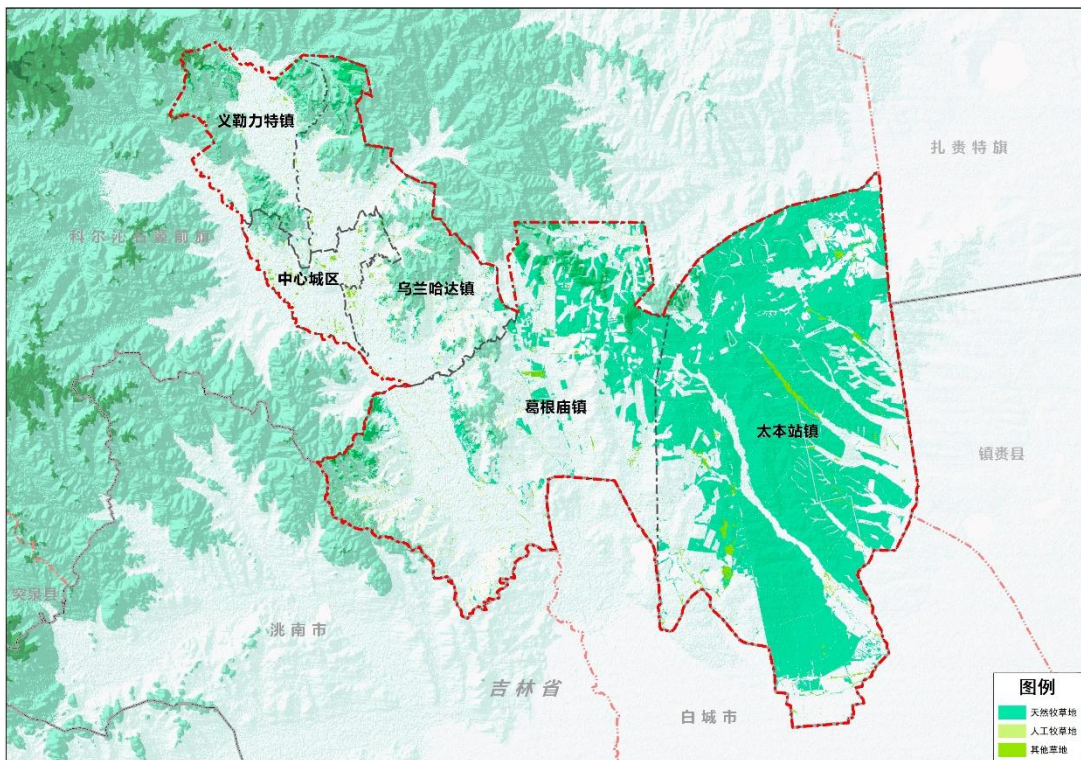 义勒力特镇
扎赉特旗
科尔沁右翼前旗
中心城区
乌兰哈达镇
葛根庙镇
太本站镇
镇赉县
突泉县
洮南市
吉林省
白城市
图例
天然牧草地
人工牧草地
其他草地